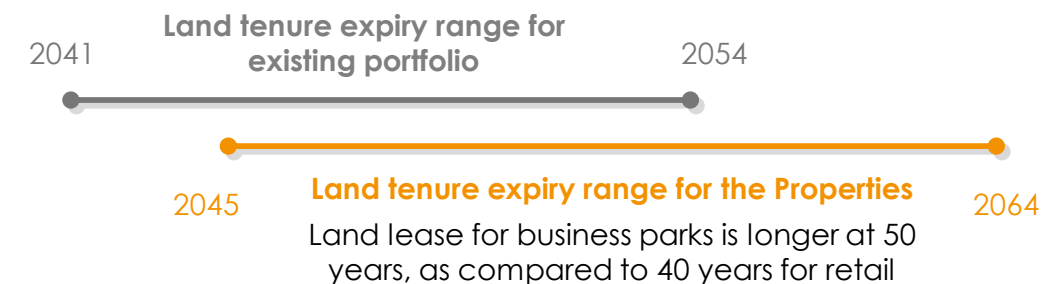 Land tenure expiry range for
existing portfolio
2041
2054
Land tenure expiry range for the Properties
2045
2064
Land lease for business parks is longer at 50
years, as compared to 40 years for retail